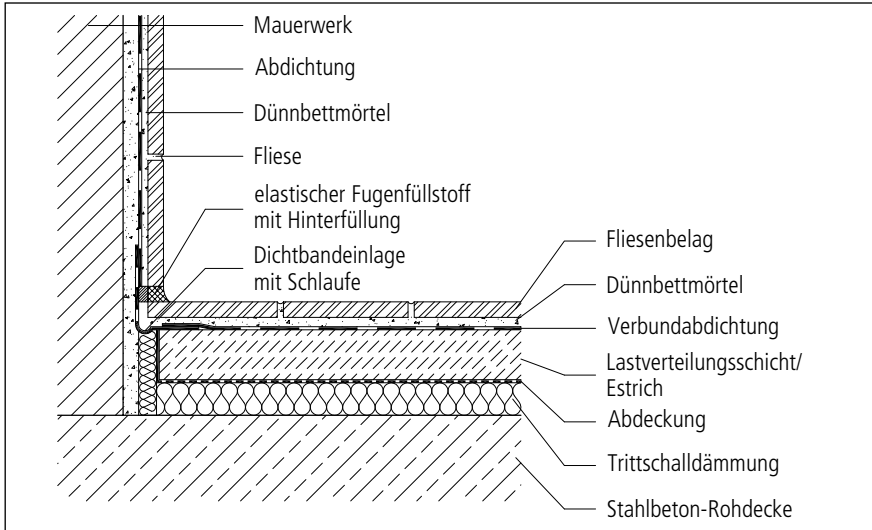 Mauerwerk
Abdichtung
Dünnbettmörtel
Fliese
elastischer Fugenfüllstoff
mit Hinterfüllung
Dichtbandeinlage
mit Schlaufe
Fliesenbelag
Dünnbettmörtel
Verbundabdichtung
Lastverteilungsschicht/
Estrich
Abdeckung
Trittschalldämmung
Stahlbeton-Rohdecke